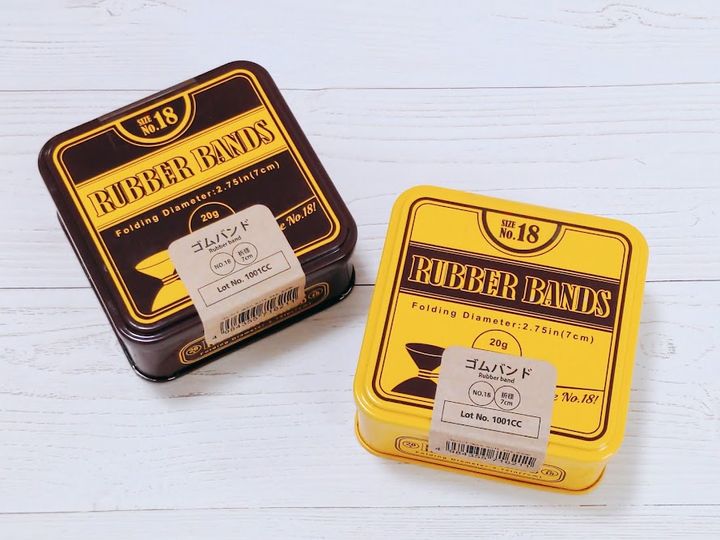 SIZE
No.18
RUBBER BANDS
Folding Diameter:2.75in(7cm)
20g
e No.18!
ゴムバンド
Rubber band
NO.18
折径
7cm
Lot No. 1001CC
SIZE
No.18
RUBBER BANDS
Folding Diameter:2.75in(7cm)
20g
e No.18!
ゴムバンド
Rubber band
NO.18
折径
7cm
Lot No. 1001CC